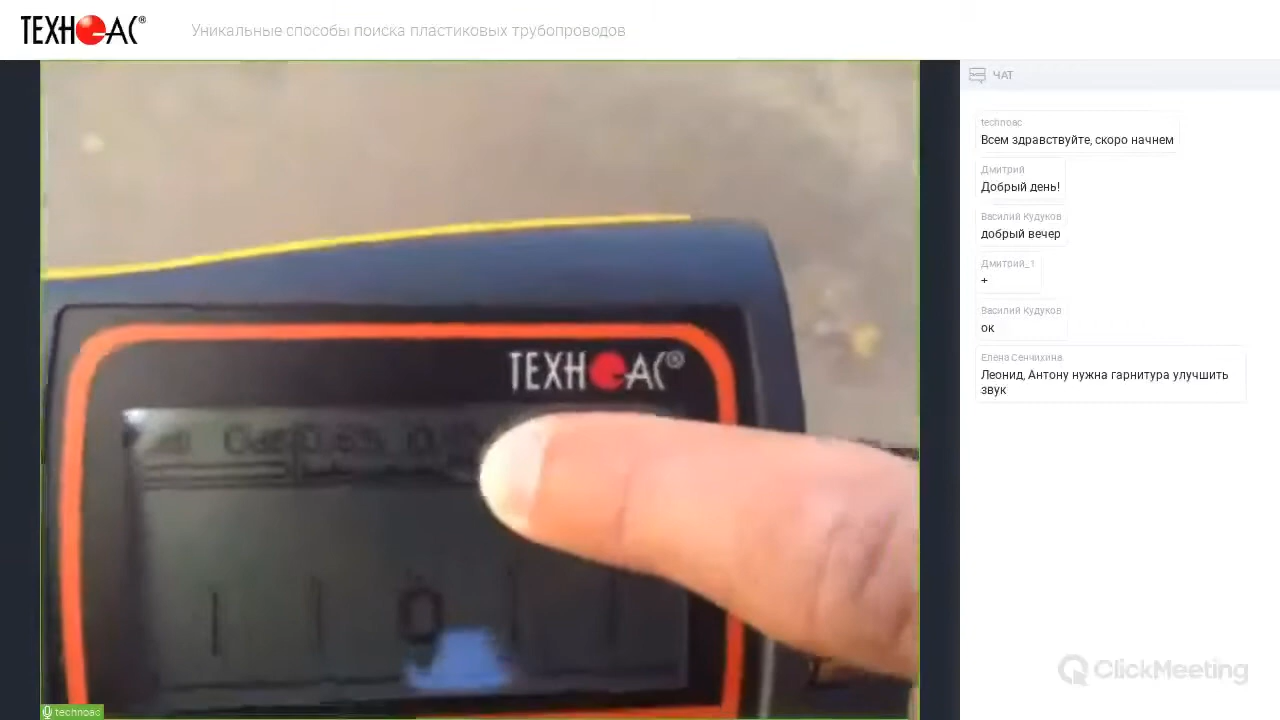 ТЕХНОАС®
Уникальные способы поиска пластиковых трубопроводов
ЧАТ
technoac
Всем здравствуйте, скоро начнем
Дмитрий
Добрый день!
Василий Кудуков
добрый вечер
Дмитрий_1
+
Василий Кудуков
ок
Елена Сенчихина
Леонид, Антону нужна гарнитура улучшить
звук
ТЕХНОАС®
0
technoac
ClickMeeting